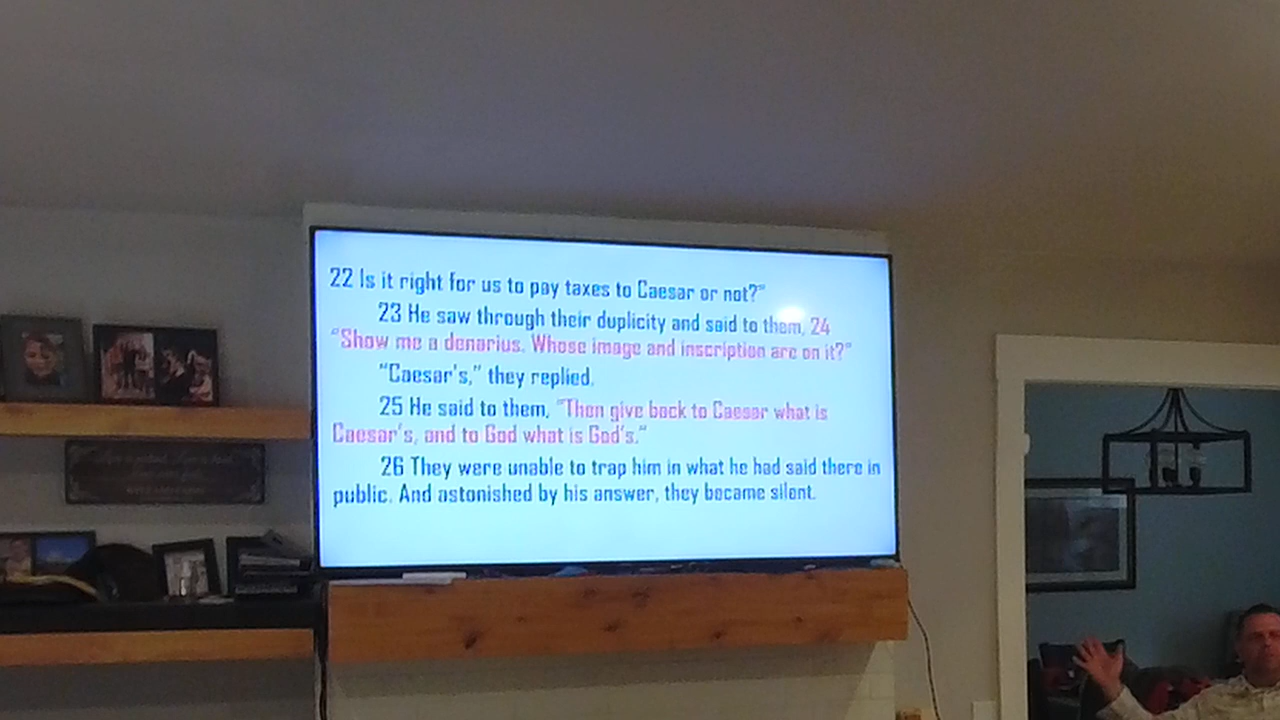 22 Is it right for us to pay taxes to Caesar or not?"
23 He saw through their duplicity and said to them, 24
"Show me a denarius. Whose image and inscription are on it?"
"Caesar's," they replied.
25 He said to them, "Then give back to Caesar what is
Caesar's, and to God what is God's."
26 They were unable to trap him in what he had said there in
public. And astonished by his answer, they became silent.